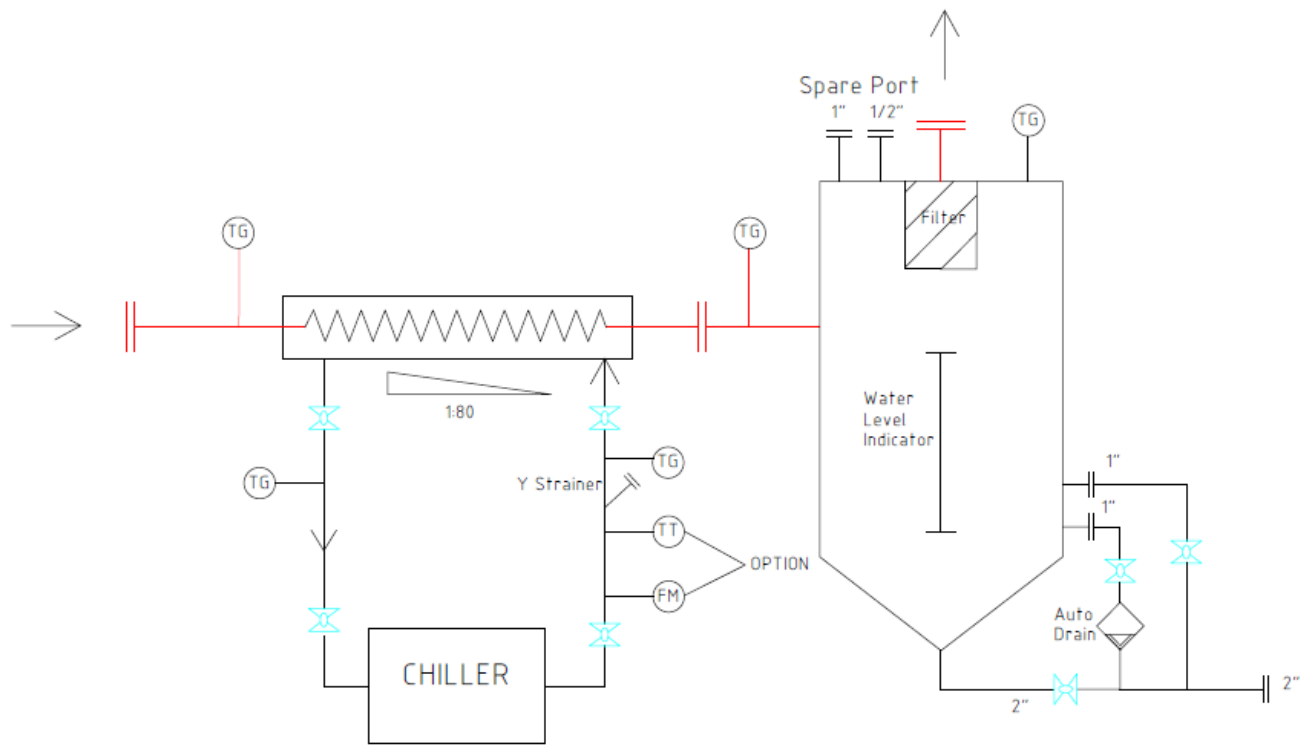 Spare Port
1" 1/2"
TG
Filter
TG
TG
1:80
Water
Level
Indicator
TG
Y Strainer
TG
TT
OPTION
FM
1"
1"
Auto
Drain
CHILLER
2"
2"